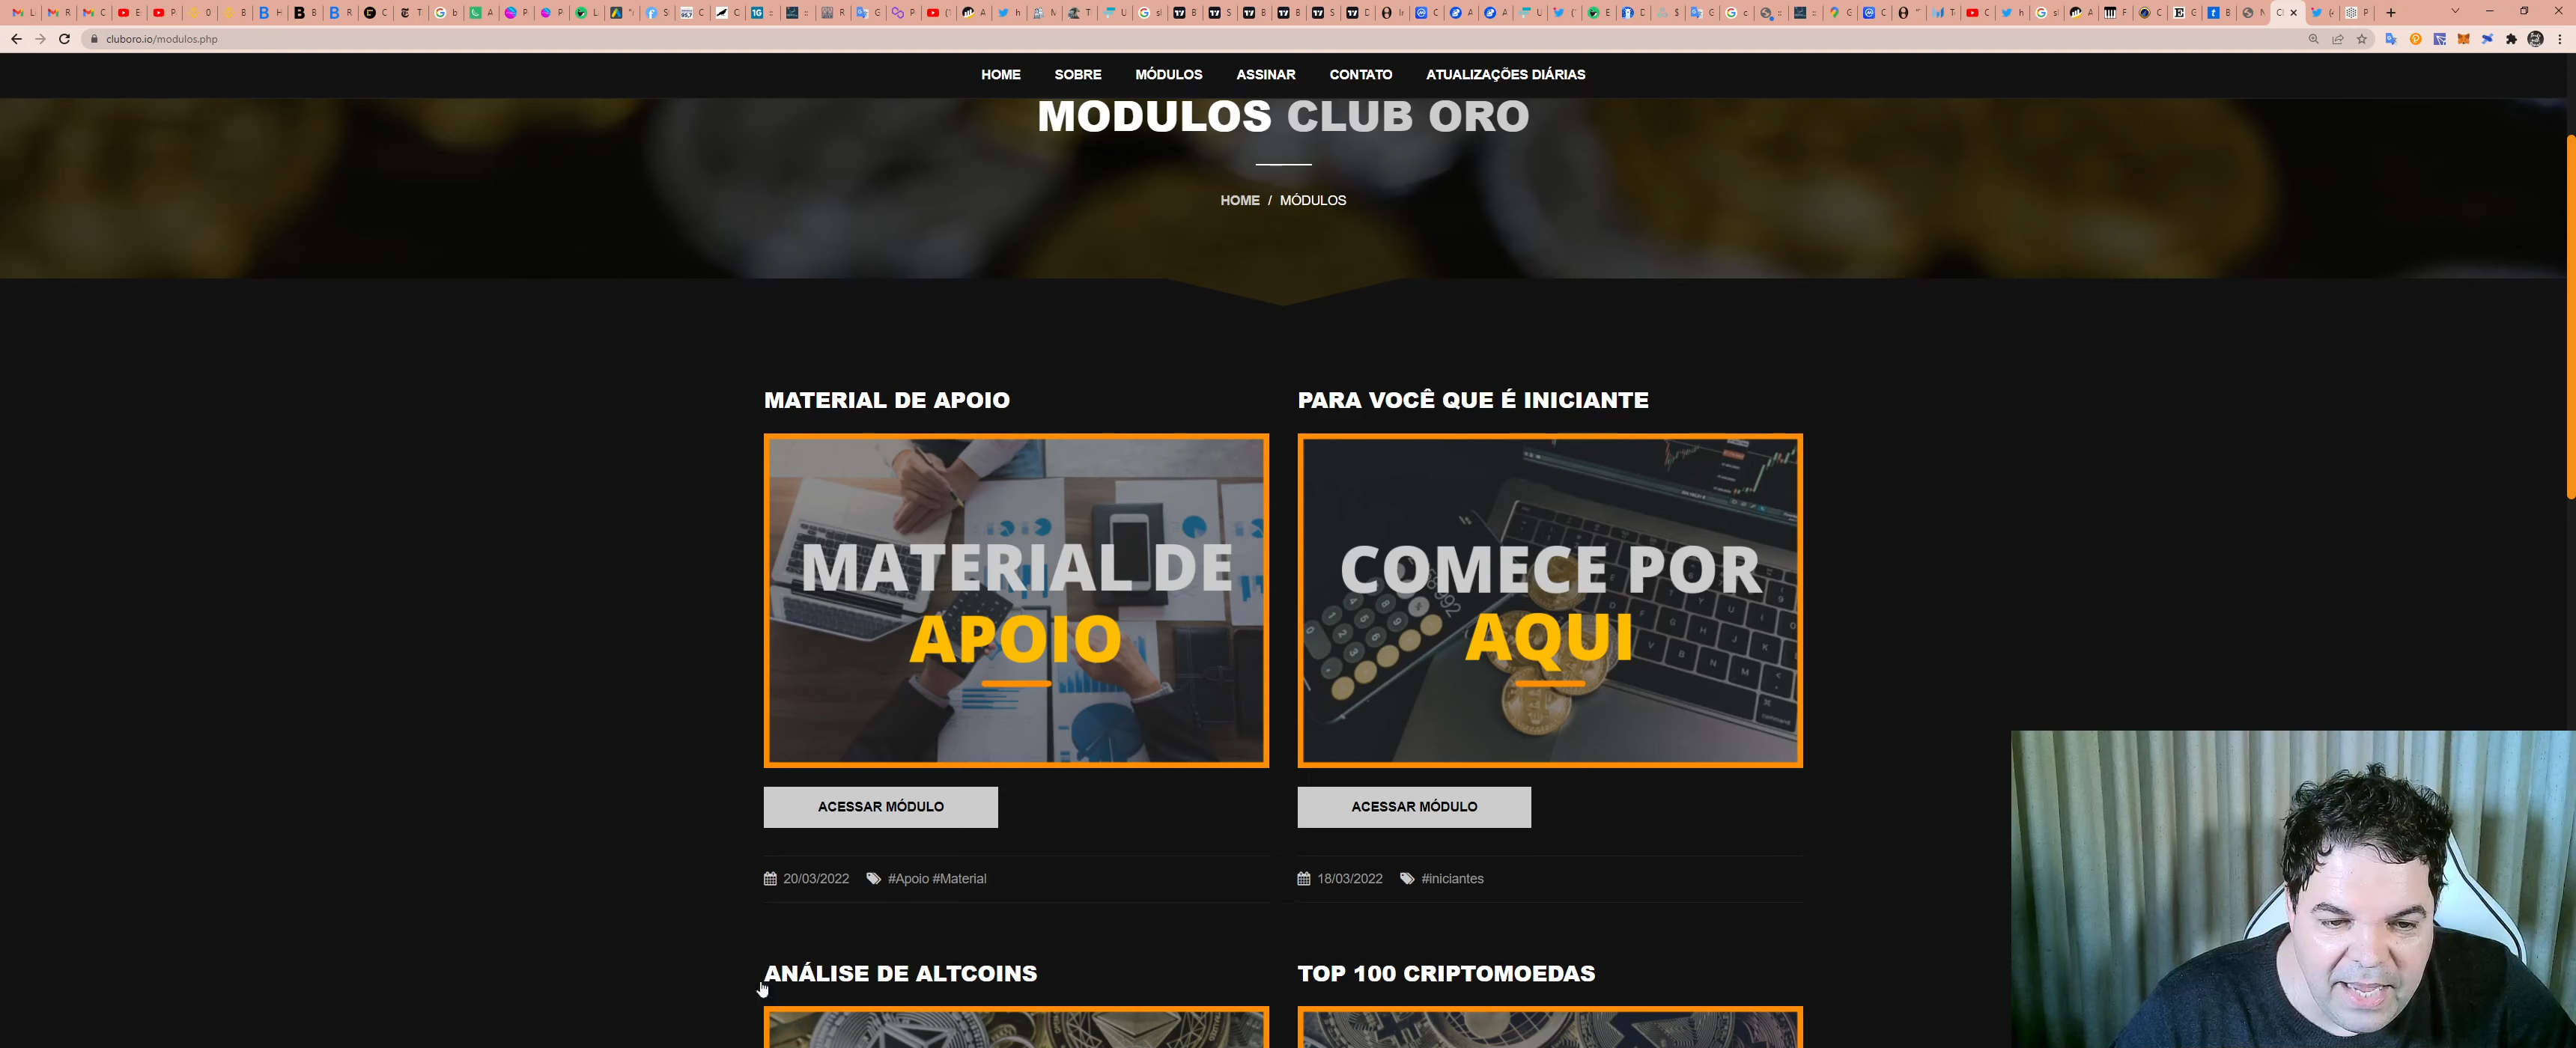 cluboro.io/modulos.php
HOME SOBRE MÓDULOS ASSINAR CONTATO ATUALIZAÇÕES DIÁRIAS
MODULOS CLUB ORO
HOME / MÓDULOS
MATERIAL DE APOIO
MATERIAL DE
APOIO
ACESSAR MÓDULO
20/03/2022 #Apoio #Material
PARA VOCÊ QUE É INICIANTE
COMECE POR
AQUI
ACESSAR MÓDULO
18/03/2022 #iniciantes
ANÁLISE DE ALTCOINS
TOP 100 CRIPTOMOEDAS